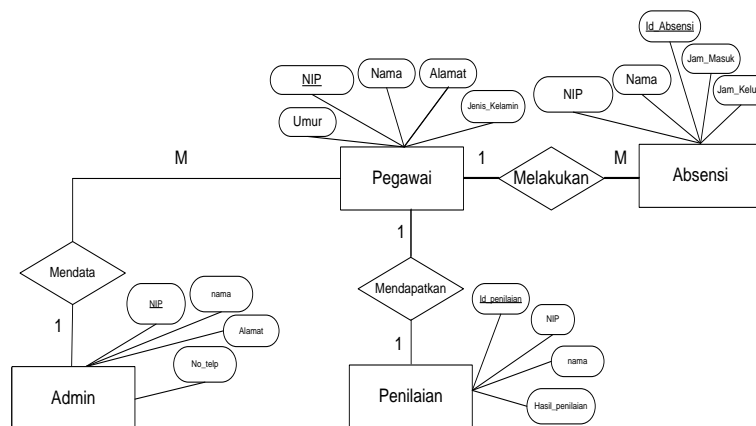 Id_Absensi
Jam_Masuk
Nama
Alamat
NIP
Nama
Jam_Kelu
NIP
Jenis_Kelamin
Umur
M
Pegawai
1
Melakukan
M
Absensi
1
Mendata
Mendapatkan
NIP
nama
Id_penilaian
Alamat
NIP
1
1
No_telp
nama
Admin
Penilaian
Hasil_penilaian